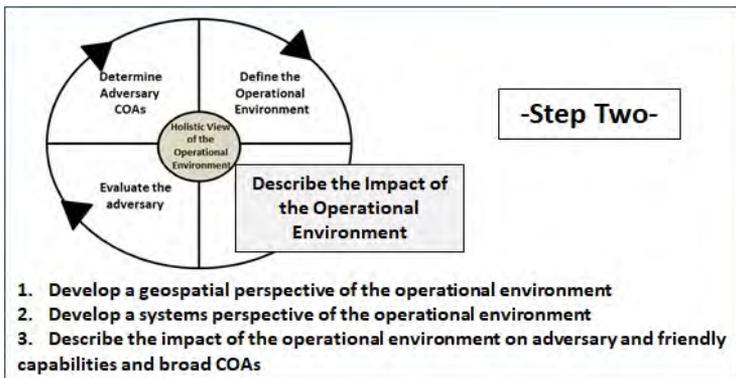 Determine
Adversary
COAs
Define the
Operational
Environment
-Step Two-
Holistic View
of the
Operational
Environment
Evaluate the
adversary
Describe the Impact of
the Operational
Environment
1. Develop a geospatial perspective of the operational environment
2. Develop a systems perspective of the operational environment
3. Describe the impact of the operational environment on adversary and friendly
capabilities and broad COAs